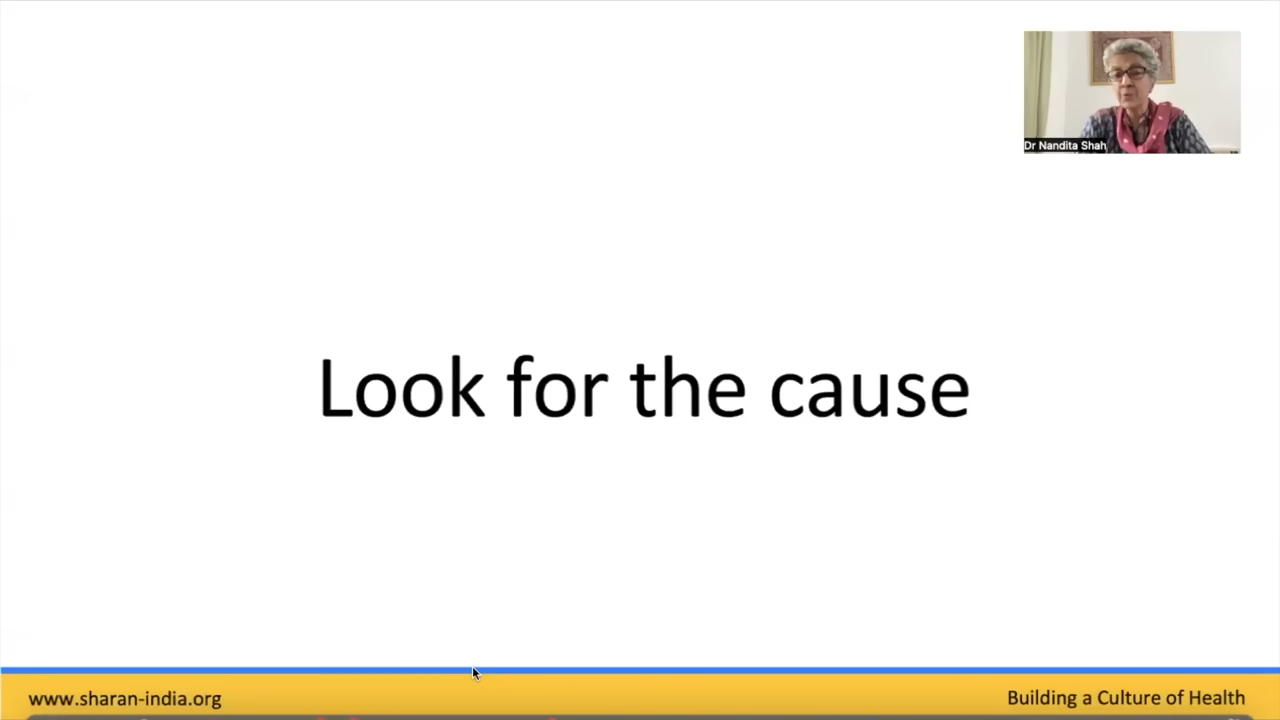 Dr Nandita Shah
Look for the cause
www.sharan-india.org
Building a Culture of Health